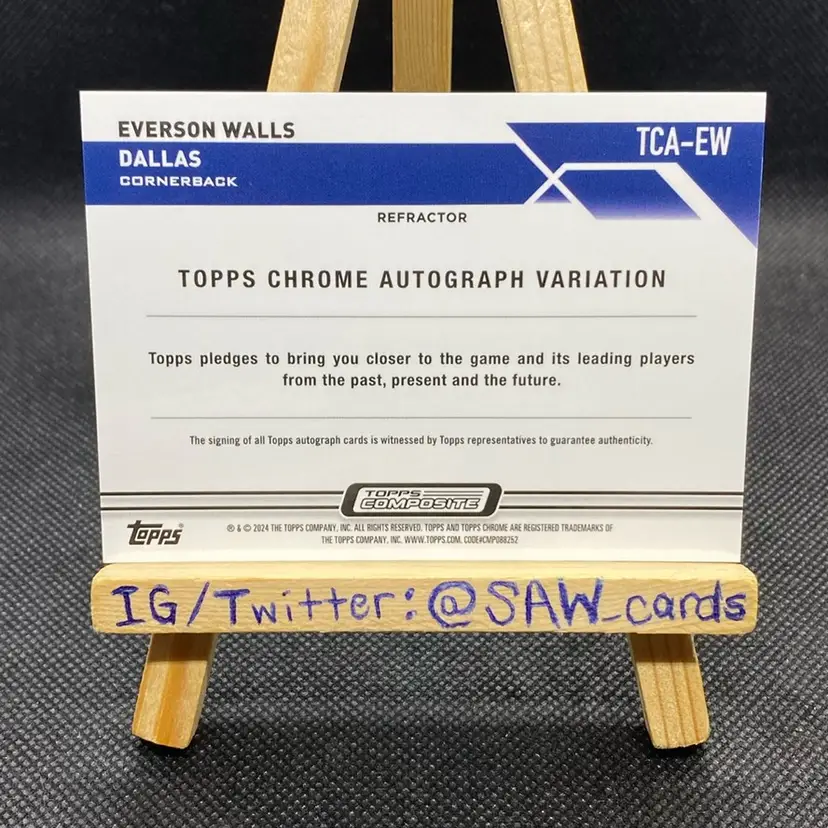 EVERSON WALLS
DALLAS
CORNERBACK
TCA-EW
REFRACTOR
TOPPS CHROME AUTOGRAPH VARIATION
Topps pledges to bring you closer to the game and its leading players
from the past, present and the future.
The signing of all Topps autograph cards is witnessed by Topps representatives to guarantee authenticity.
TOPPS
COMPOSITE
Topps®
® & © 2024 THE TOPPS COMPANY, INC. ALL RIGHTS RESERVED. TOPPS AND TOPPS CHROME ARE REGISTERED TRADEMARKS OF
THE TOPPS COMPANY, INC. WWW.TOPPS.COM. CODE#CMP088252
IG/Twitter:@SAW_cards